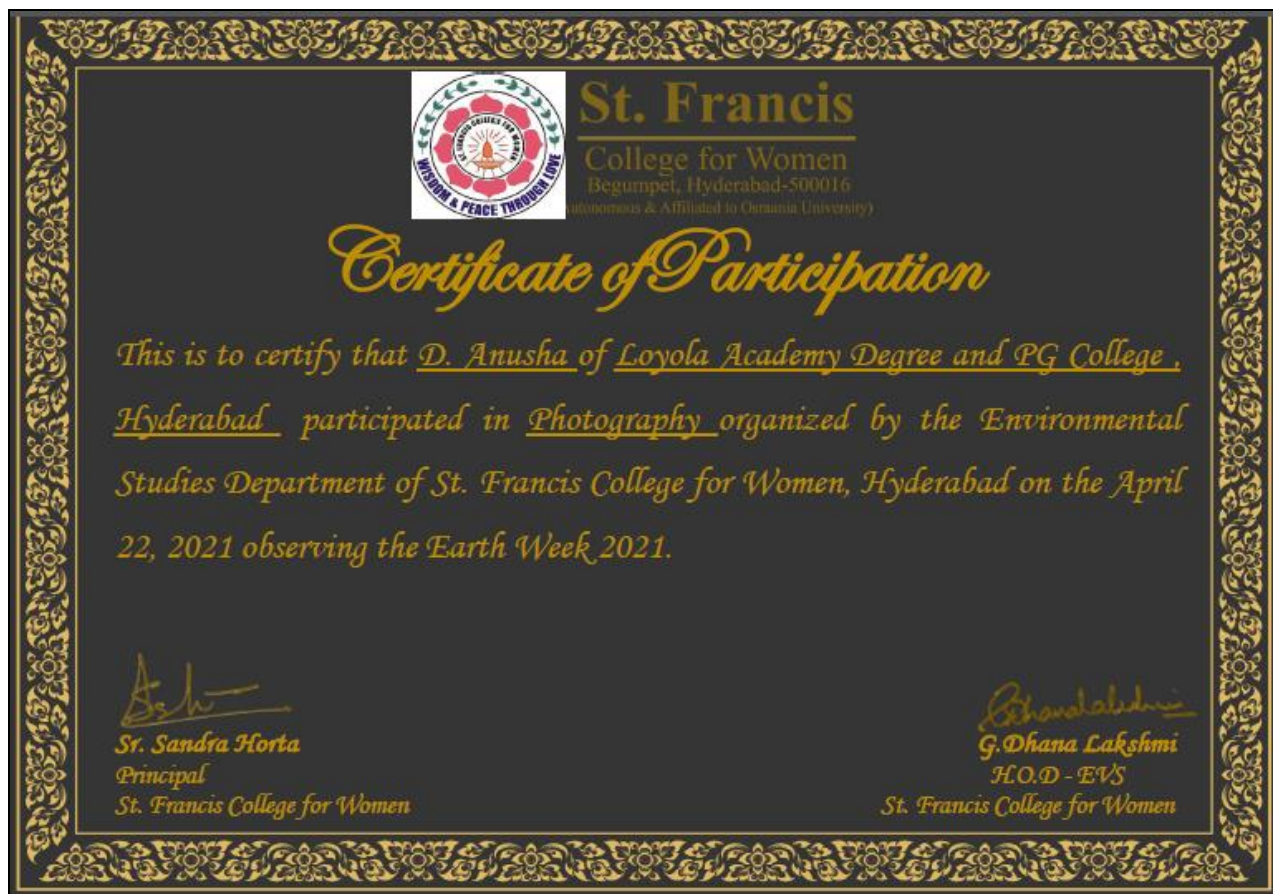 ST. FRANCIS COLLEGE FOR WOMEN
WISDOM & PEACE THROUGH LOVE
St. Francis
College for Women
Begumpet, Hyderabad-500016
utonomous & Affiliated to Osmania University)
Certificate of Participation
This is to certify that D. Anusha of Loyola Academy Degree and PG College ,
Hyderabad participated in Photography organized by the Environmental
Studies Department of St. Francis College for Women, Hyderabad on the April
22, 2021 observing the Earth Week 2021.
Sr. Sandra Horta
Principal
St. Francis College for Women
G.Dhana Lakshmi
H.O.D - EVS
St. Francis College for Women